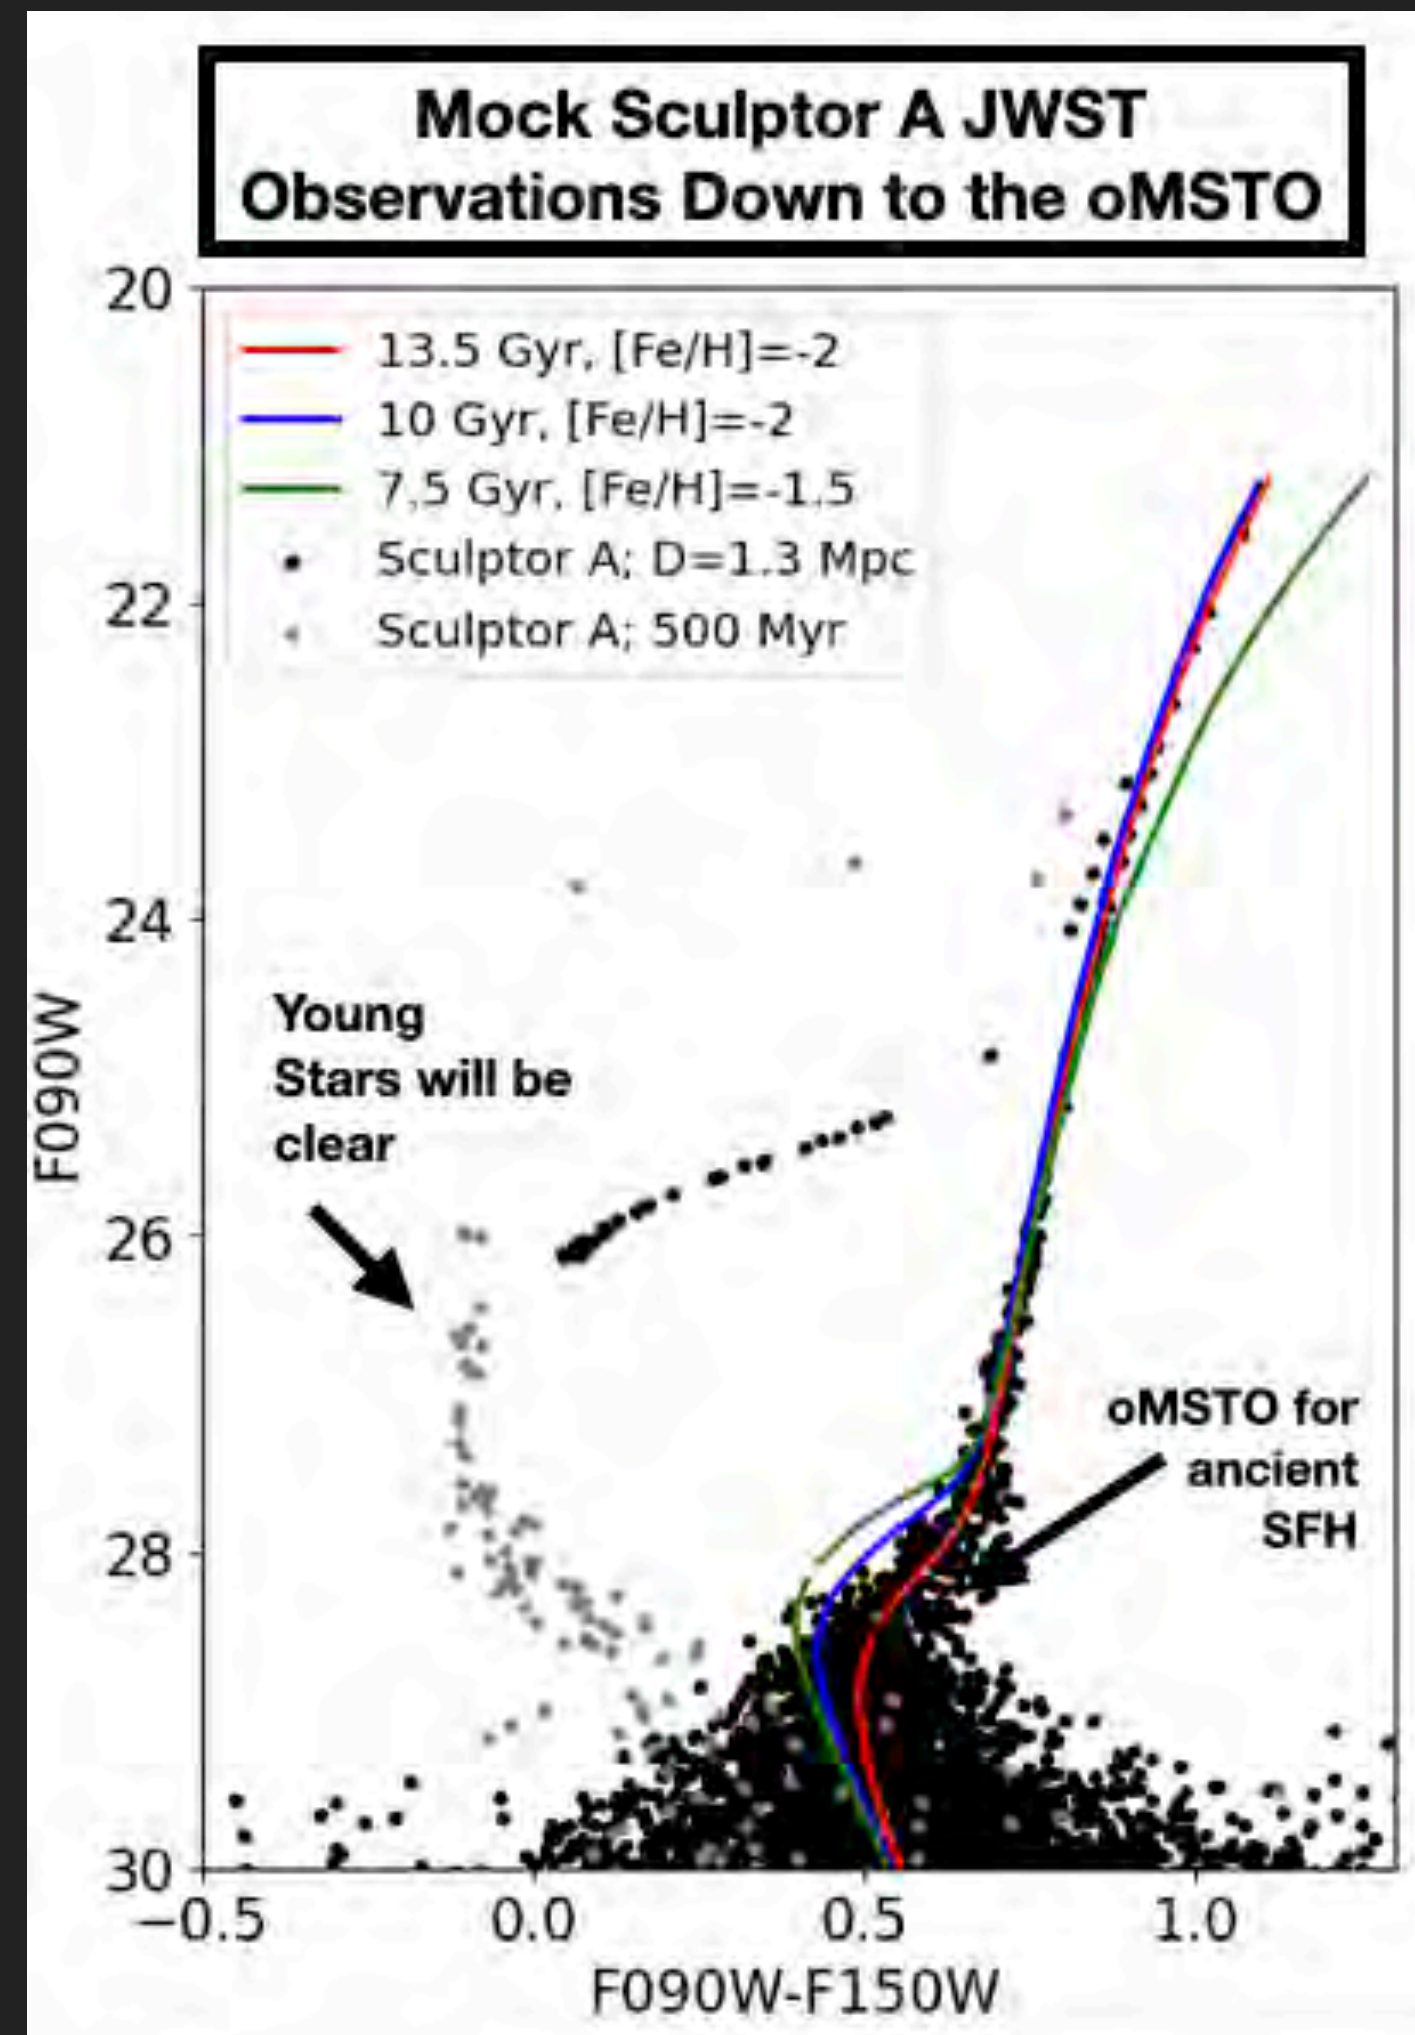 Mock Sculptor A JWST
Observations Down to the oMSTO
20
13.5 Gyr, [Fe/H]=-2
10 Gyr, [Fe/H]=-2
7.5 Gyr, [Fe/H]=-1.5
Sculptor A; D=1.3 Mpc
Sculptor A; 500 Myr
22
24
Young
Stars will be
clear
F090W
26
oMSTO for
ancient
SFH
28
30
−0.5
0.0
0.5
1.0
F090W-F150W